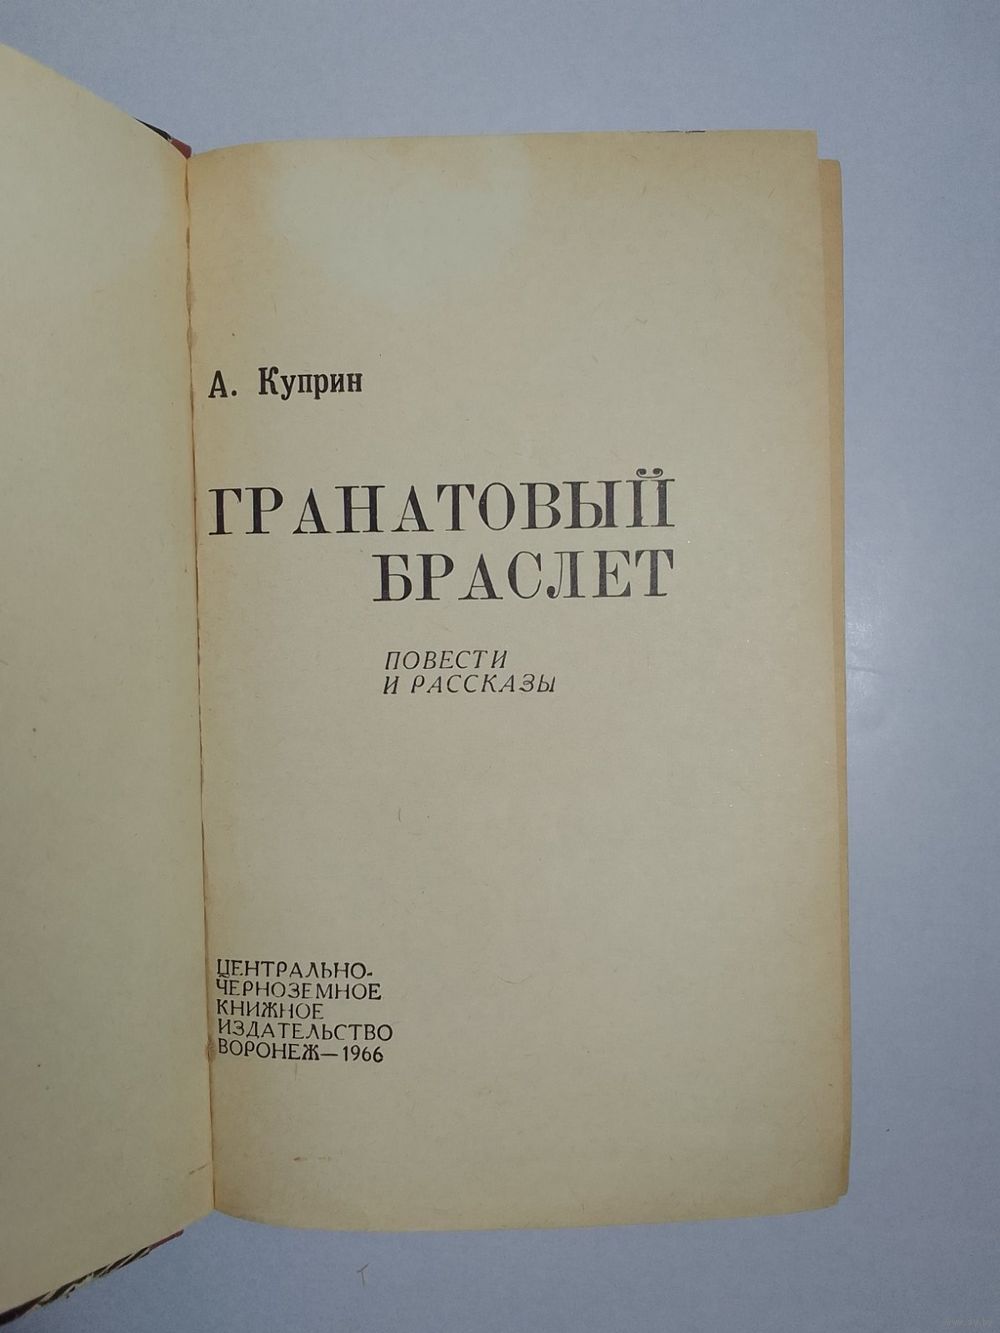 А. Куприн
ГРАНАТОВЫЙ
БРАСЛЕТ
ПОВЕСТИ
И РАССКАЗЫ
ЦЕНТРАЛЬНО-
ЧЕРНОЗЕМНОЕ
КНИЖНОЕ
ИЗДАТЕЛЬСТВО
ВОРОНЕЖ—1966